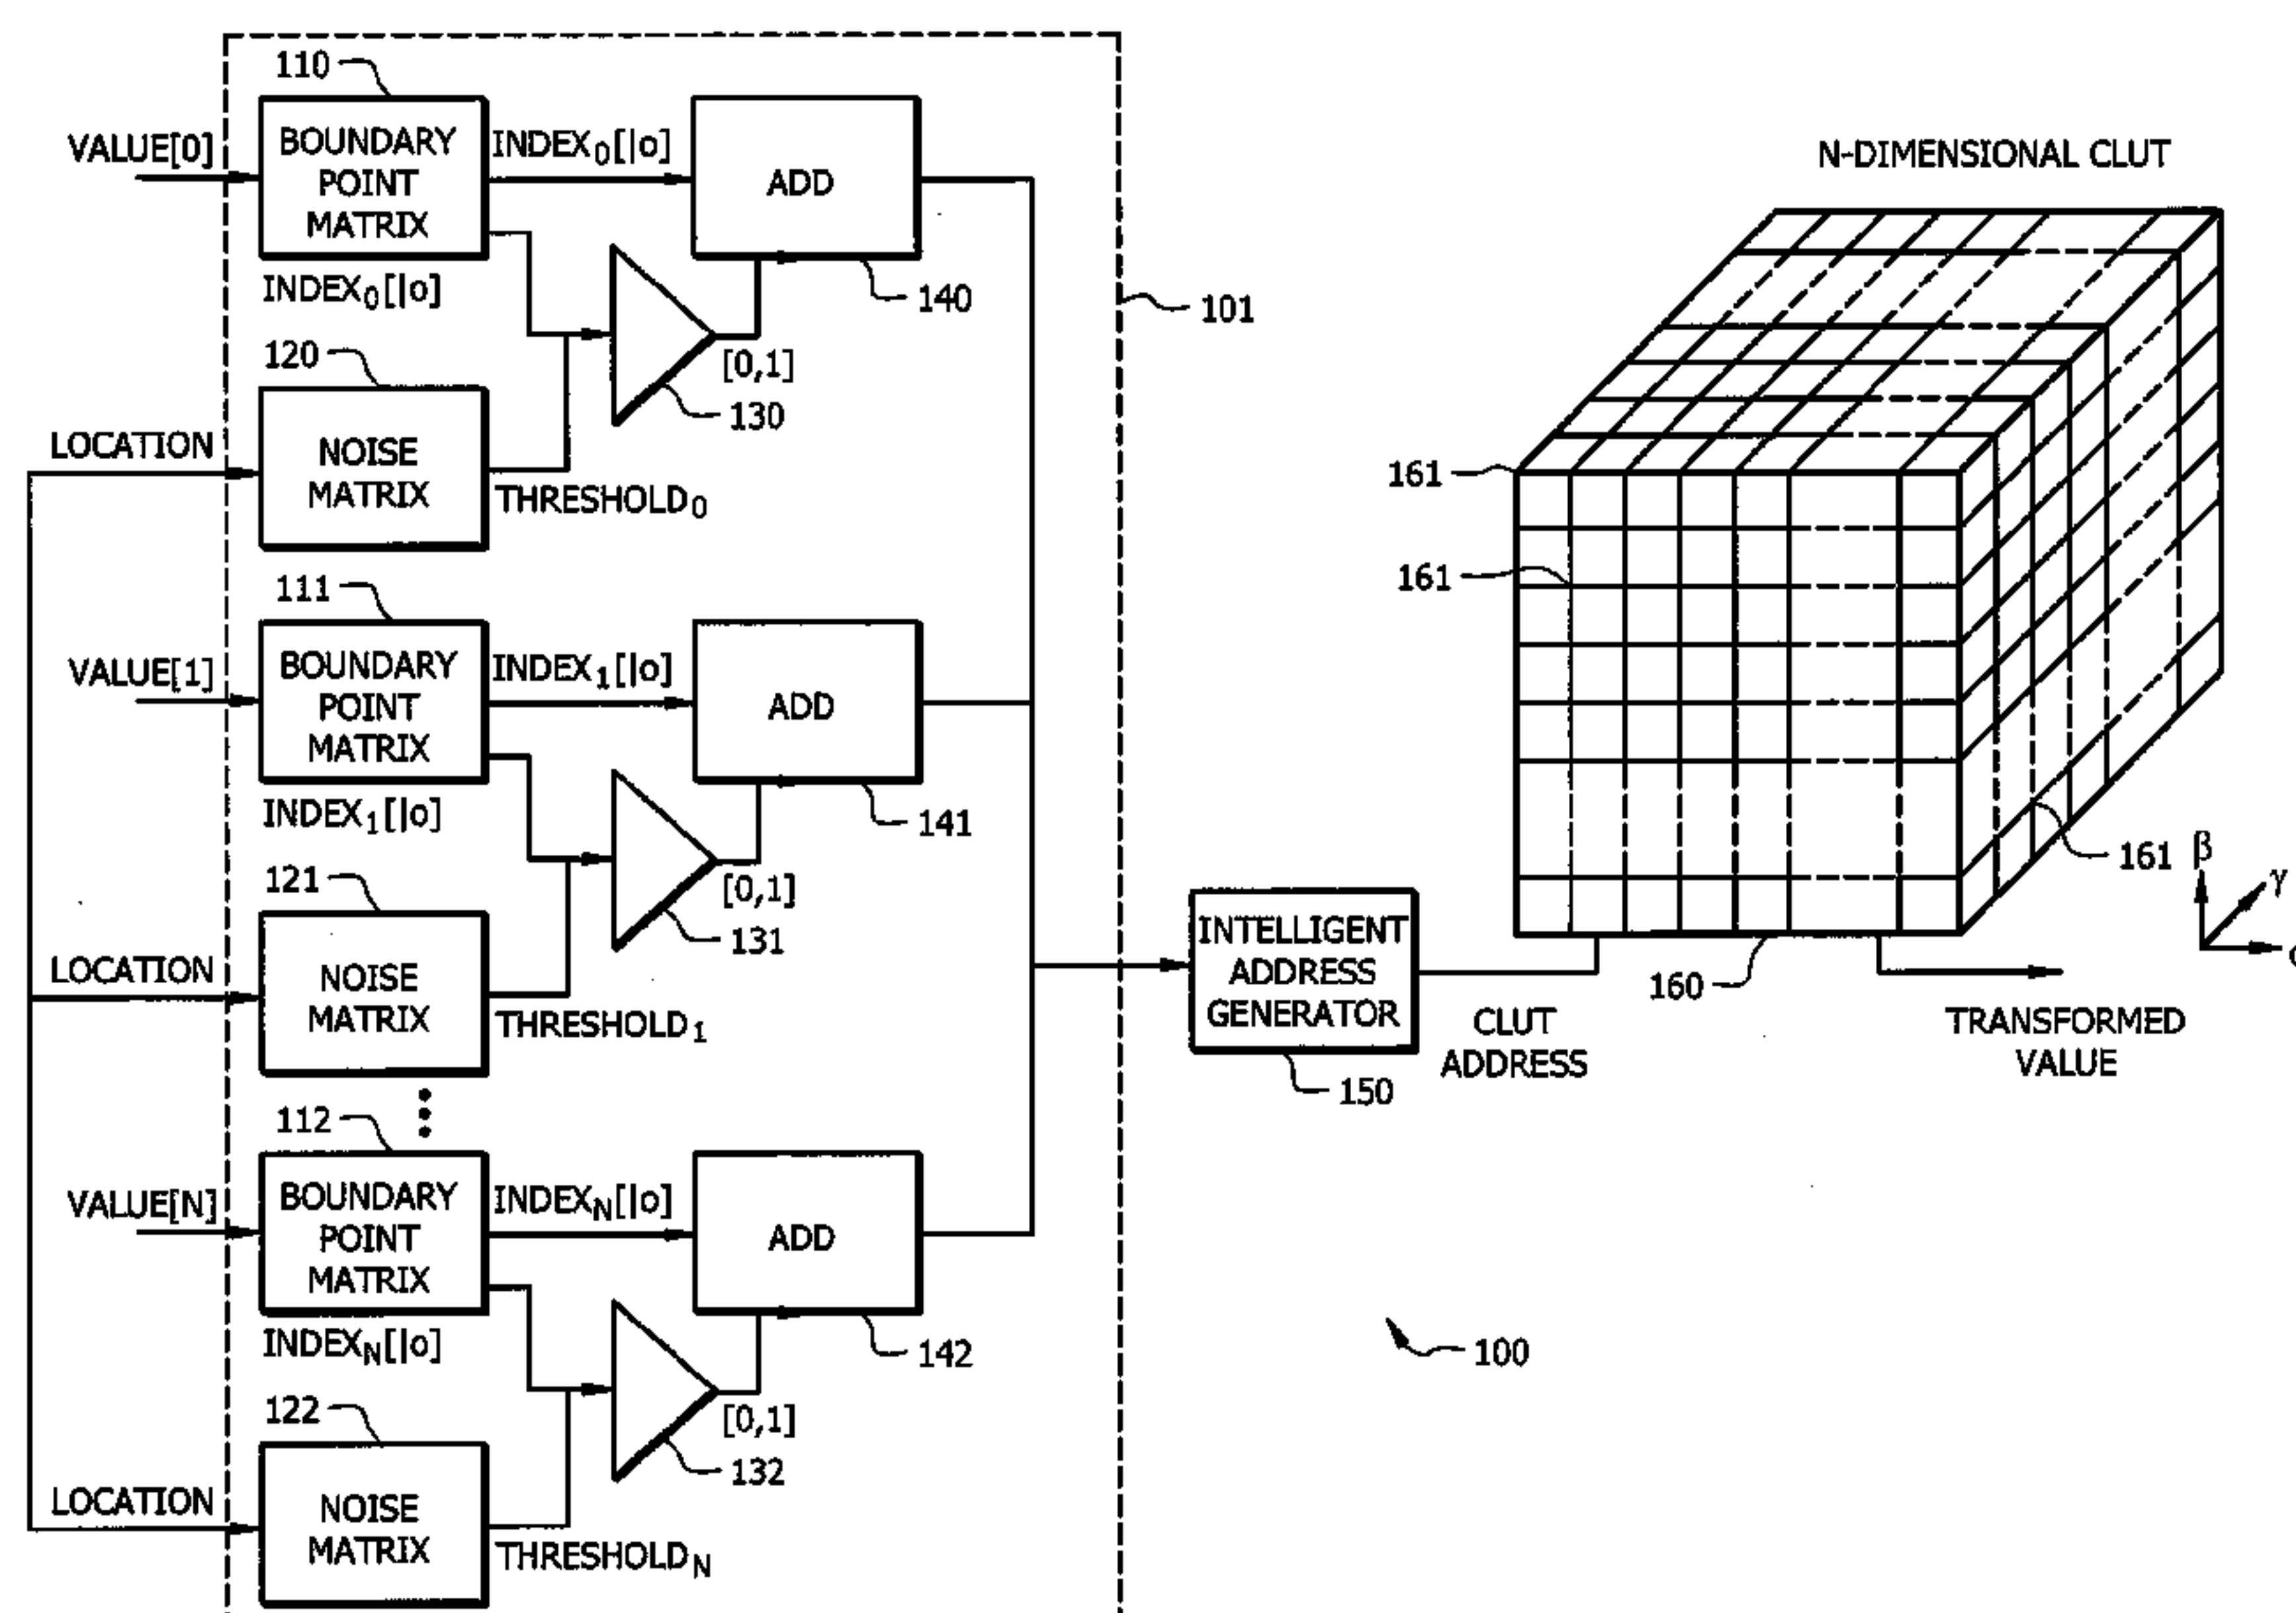 110
VALUE[0]
BOUNDARY
POINT
MATRIX
INDEX0[|o]
ADD
INDEX0[|o]
140
101
120
[0,1]
130
LOCATION
NOISE
MATRIX
THRESHOLD0
111
VALUE[1]
BOUNDARY
POINT
MATRIX
INDEX1[|o]
ADD
INDEX1[|o]
141
121
[0,1]
131
LOCATION
NOISE
MATRIX
THRESHOLD1
112
VALUE[N]
BOUNDARY
POINT
MATRIX
INDEXN[|o]
ADD
INDEXN[|o]
142
122
[0,1]
132
LOCATION
NOISE
MATRIX
THRESHOLDN
INTELLIGENT
ADDRESS
GENERATOR
150
CLUT
ADDRESS
N-DIMENSIONAL CLUT
161
161
161
160
TRANSFORMED
VALUE
β
γ
100